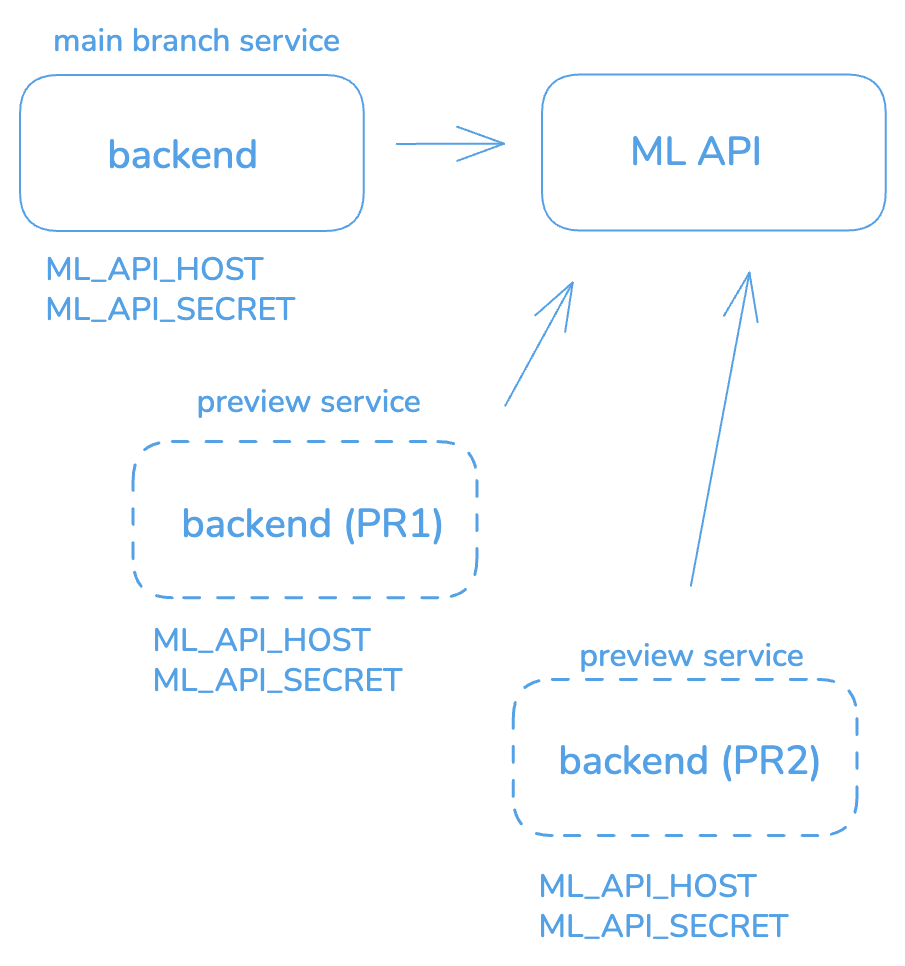 main branch service
backend
ML API
ML_API_HOST
ML_API_SECRET
preview service
backend (PR1)
ML_API_HOST
ML_API_SECRET
preview service
backend (PR2)
ML_API_HOST
ML_API_SECRET